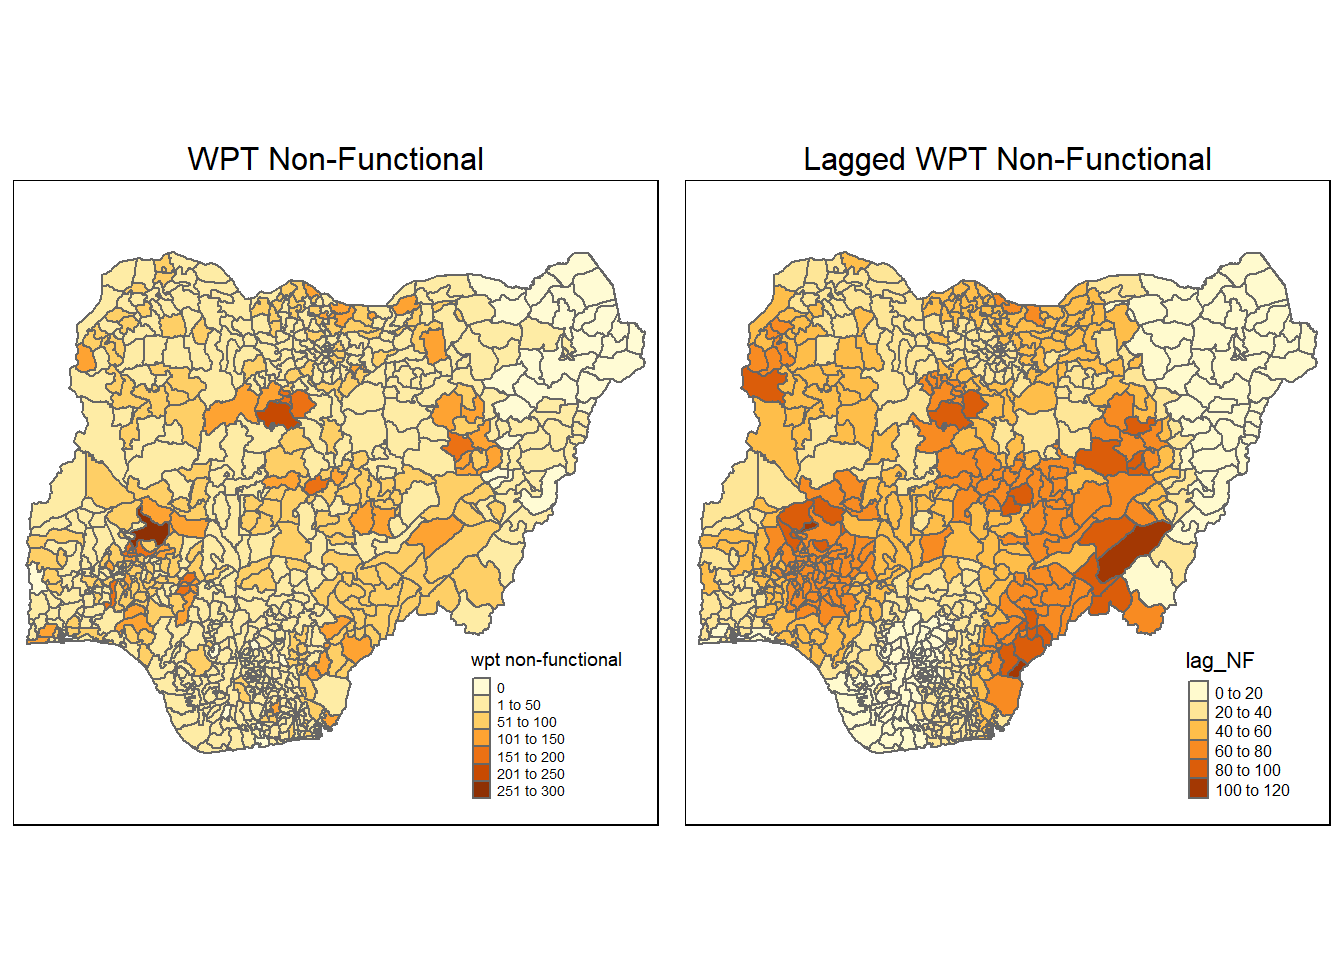 WPT Non-Functional
wpt non-functional
0
1 to 50
51 to 100
101 to 150
151 to 200
201 to 250
251 to 300
Lagged WPT Non-Functional
lag_NF
0 to 20
20 to 40
40 to 60
60 to 80
80 to 100
100 to 120